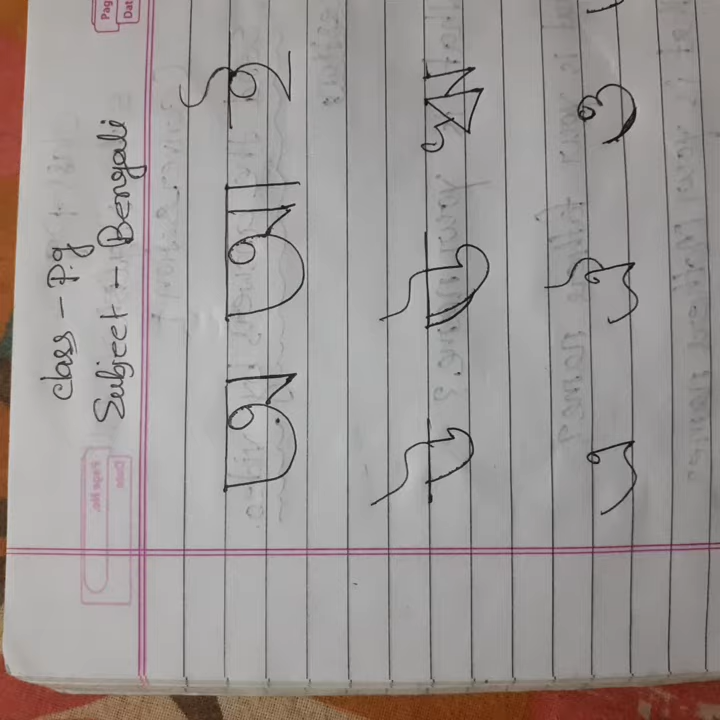 Class - P.g
Subject - Bengali
অ আ ই
উ ঊ ঋ
এ ঐ ও